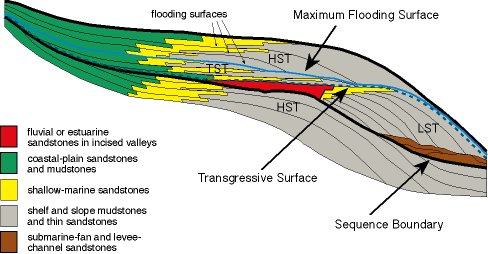 flooding surfaces
Maximum Flooding Surface
HST
TST
HST
LST
Transgressive Surface
Sequence Boundary
fluvial or estuarine
sandstones in incised valleys
coastal-plain sandstones
and mudstones
shallow-marine sandstones
shelf and slope mudstones
and thin sandstones
submarine-fan and levee-
channel sandstones